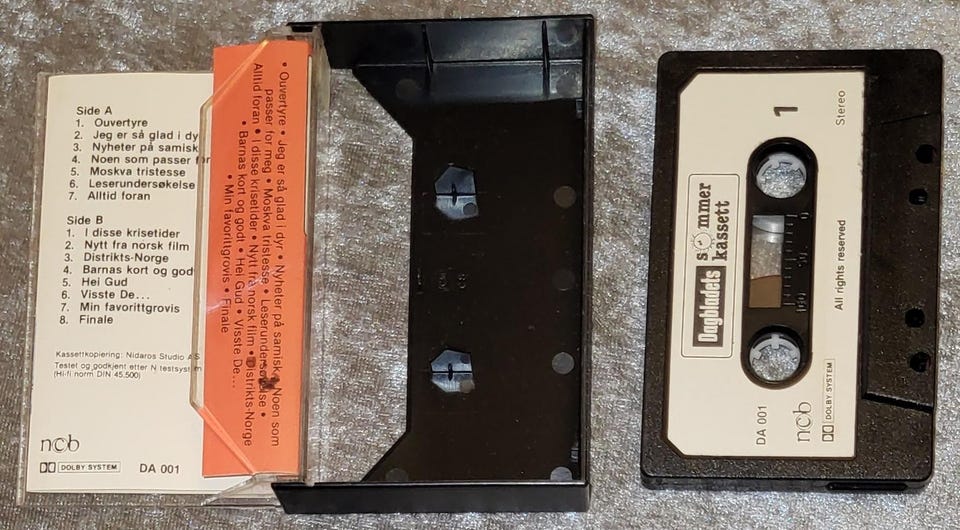 Side A
1. Ouvertyre
2. Jeg er så glad i dy
3. Nyheter på samisk
4. Noen som passer for
5. Moskva tristesse
6. Leserundersøkelse
7. Alltid foran
Side B
1. I disse krisetider
2. Nytt fra norsk film
3. Distrikts-Norge
4. Barnas kort og god
5. Hei Gud
6. Visste De...
7. Min favorittgrovis
8. Finale
Kassettkopiering: Nidaros Studio AS
Testet og godkjent etter N testsystem
(Hi-fi norm DIN 45.500)
ncb
DOLBY SYSTEM
DA 001
• Ouvertyre • Jeg er så glad i dyr • Nyheter på samisk • Noen som
passer for meg • Moskva tristesse • Leserundersøkelse •
Alltid foran • I disse krisetider • Nytt fra norsk film • Distrikts-Norge
• Barnas kort og godt • Hei Gud • Visste De...
• Min favorittgrovis • Finale
1
Stereo
Dagbladets
sommer
kassett
0
50
100
All rights reserved
DA 001
ncb
DOLBY SYSTEM